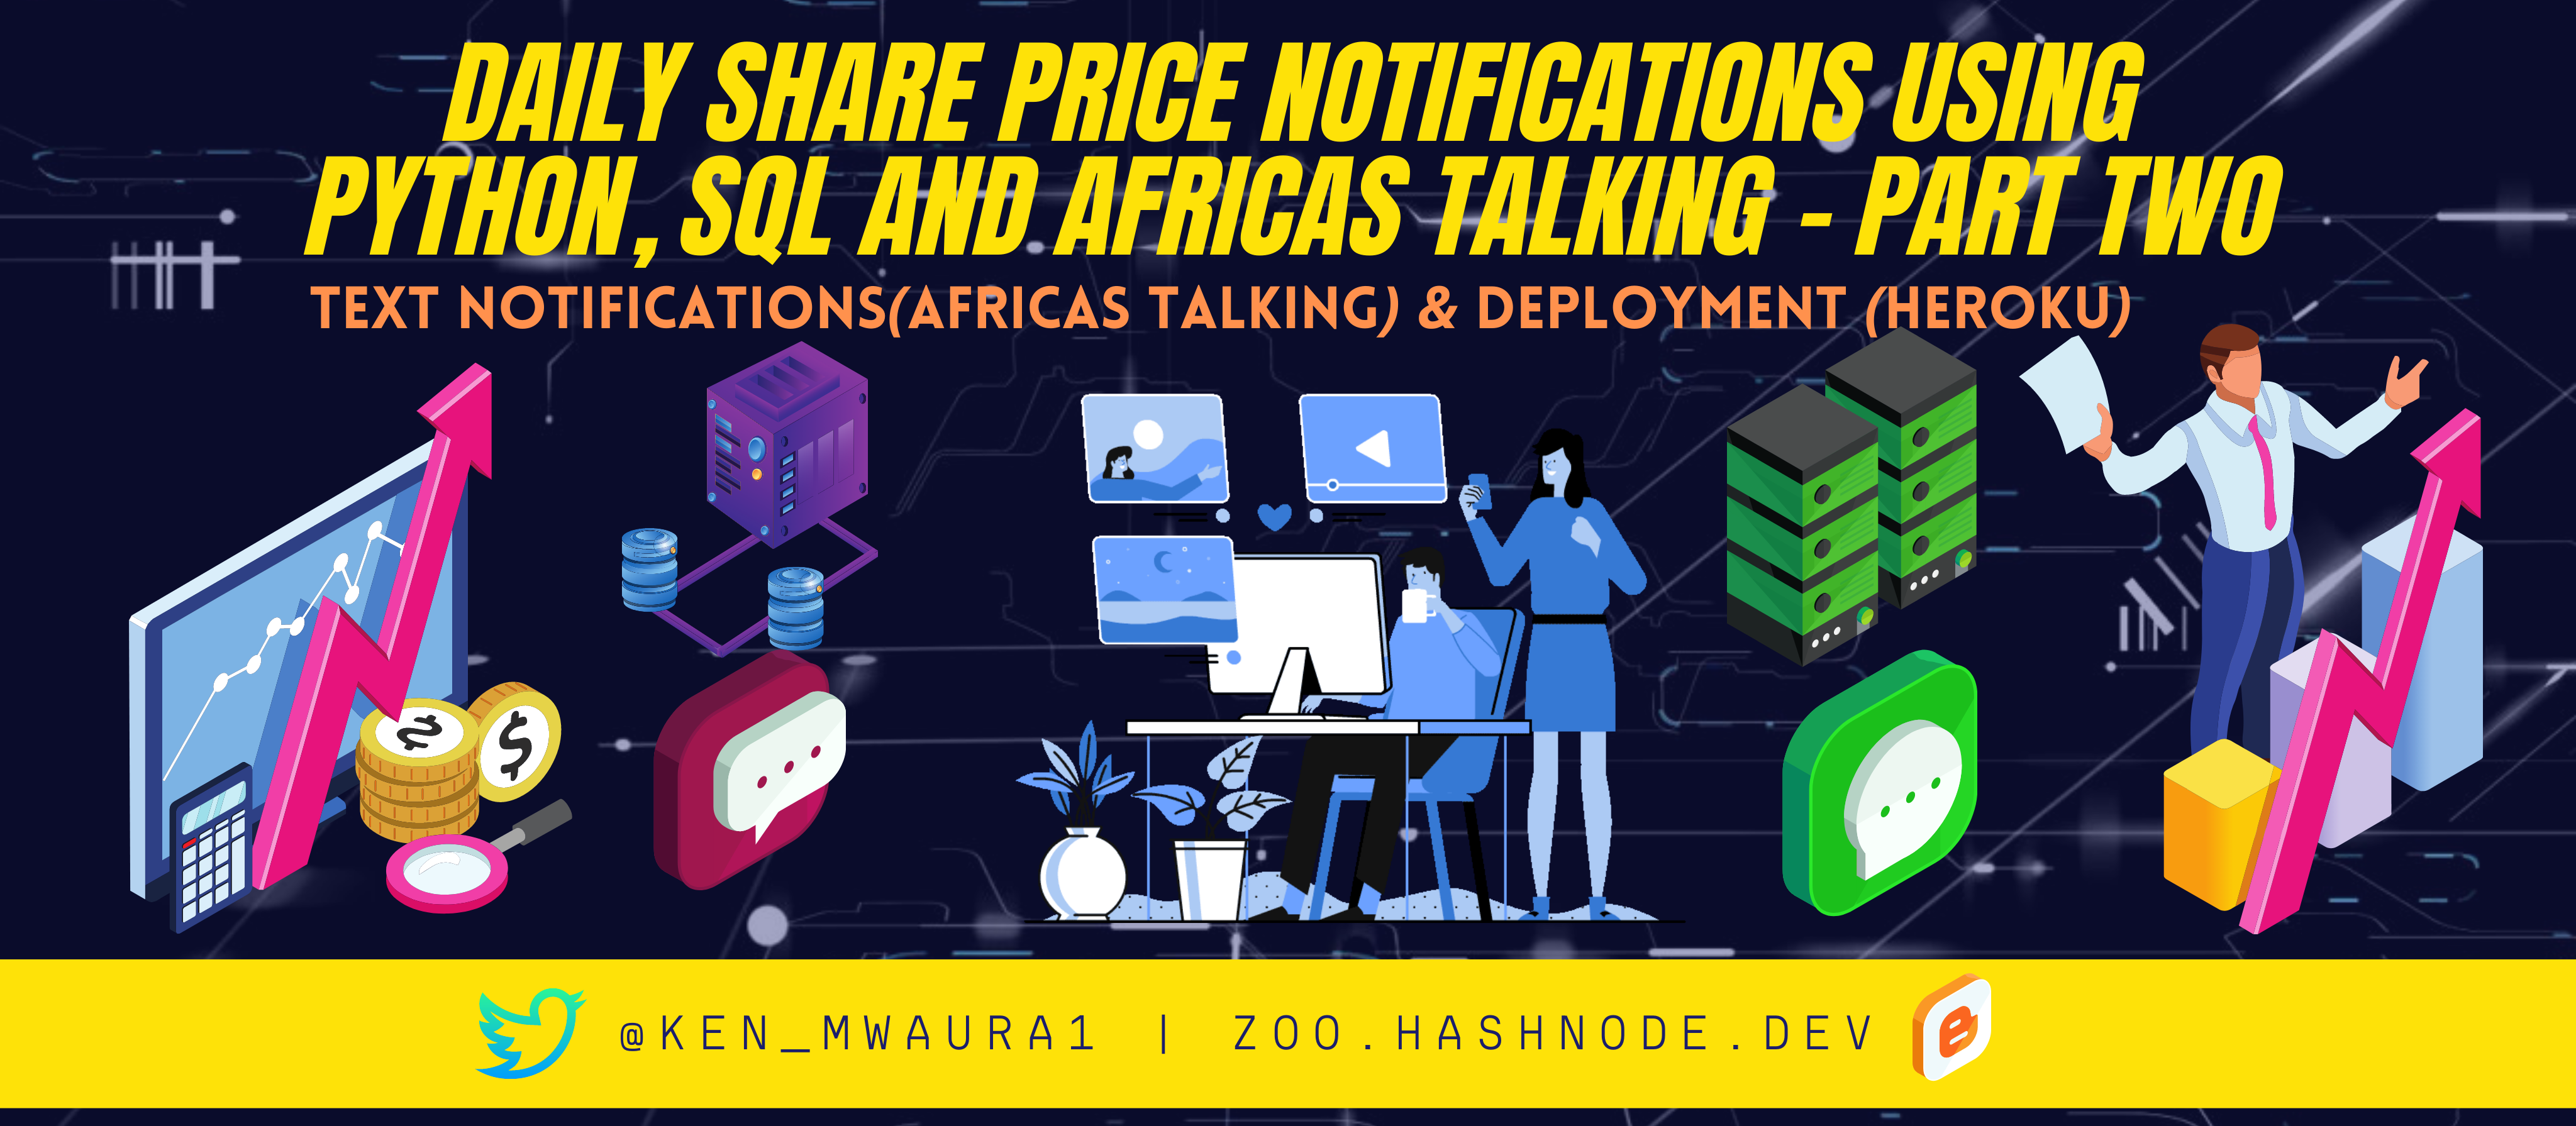 DAILY SHARE PRICE NOTIFICATIONS USING
PYTHON, SQL AND AFRICAS TALKING - PART TWO
TEXT NOTIFICATIONS(AFRICAS TALKING) & DEPLOYMENT (HEROKU)
@KEN_MWAURA1 | ZOO.HASHNODE.DEV